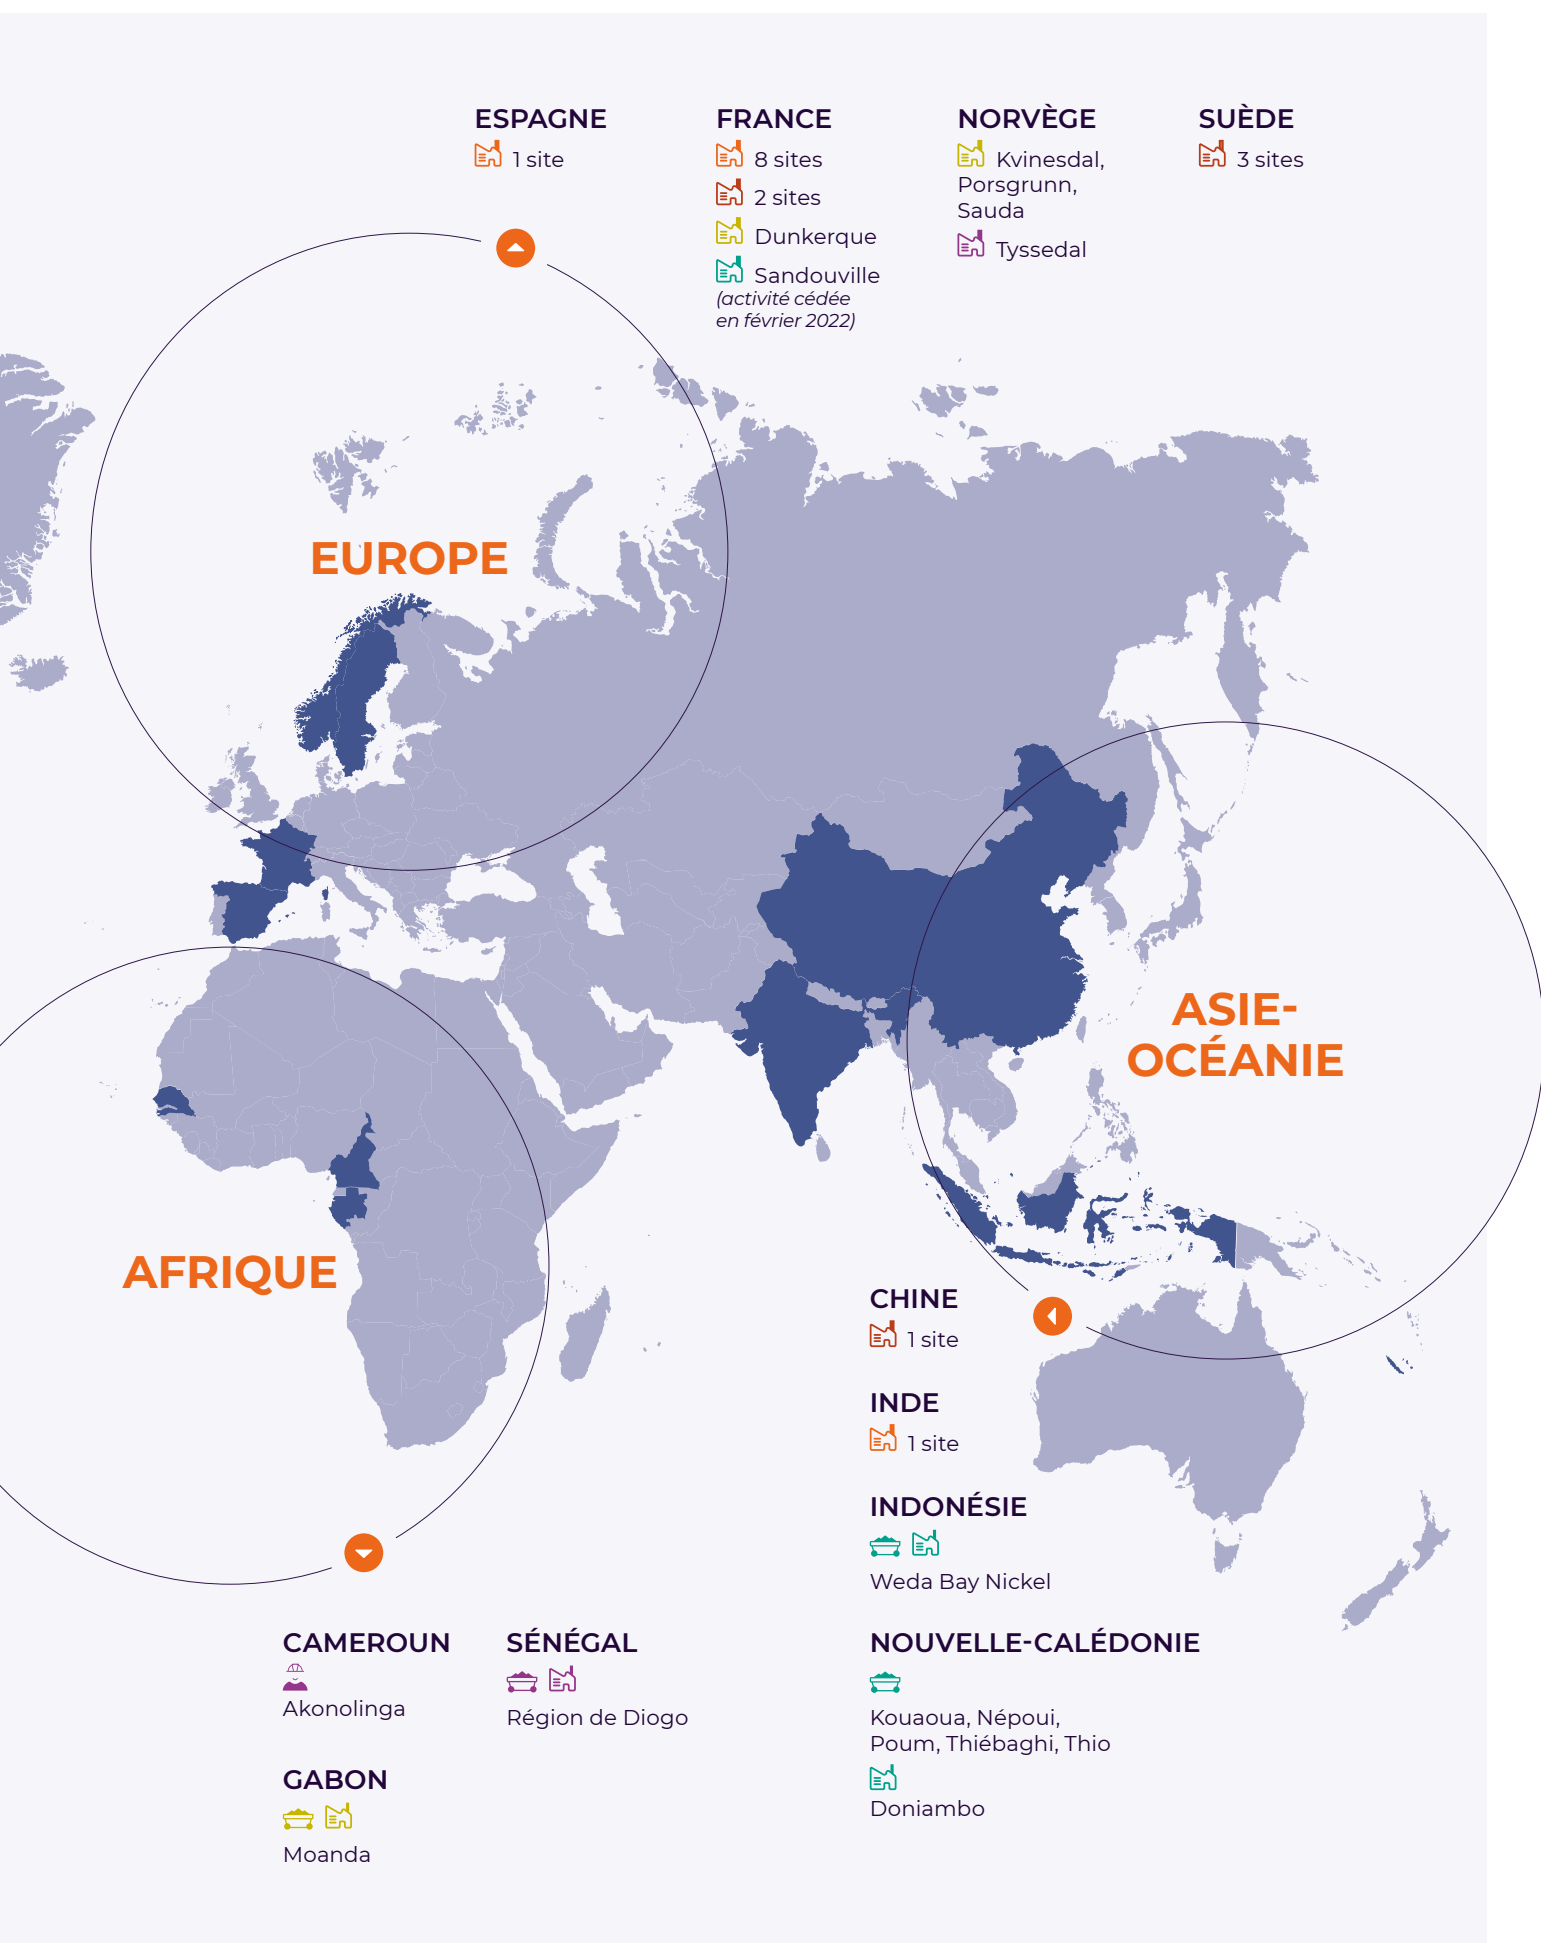 ESPAGNE
1 site
FRANCE
8 sites
2 sites
Dunkerque
Sandouville
(activité cédée
en février 2022)
NORVÈGE
Kvinesdal,
Porsgrunn,
Sauda
Tyssedal
SUÈDE
3 sites
EUROPE
ASIE-
OCÉANIE
AFRIQUE
CHINE
1 site
INDE
1 site
INDONÉSIE
Weda Bay Nickel
NOUVELLE-CALÉDONIE
Kouaoua, Népoui,
Poum, Thiébaghi, Thio
Doniambo
CAMEROUN
Akonolinga
SÉNÉGAL
Région de Diogo
GABON
Moanda